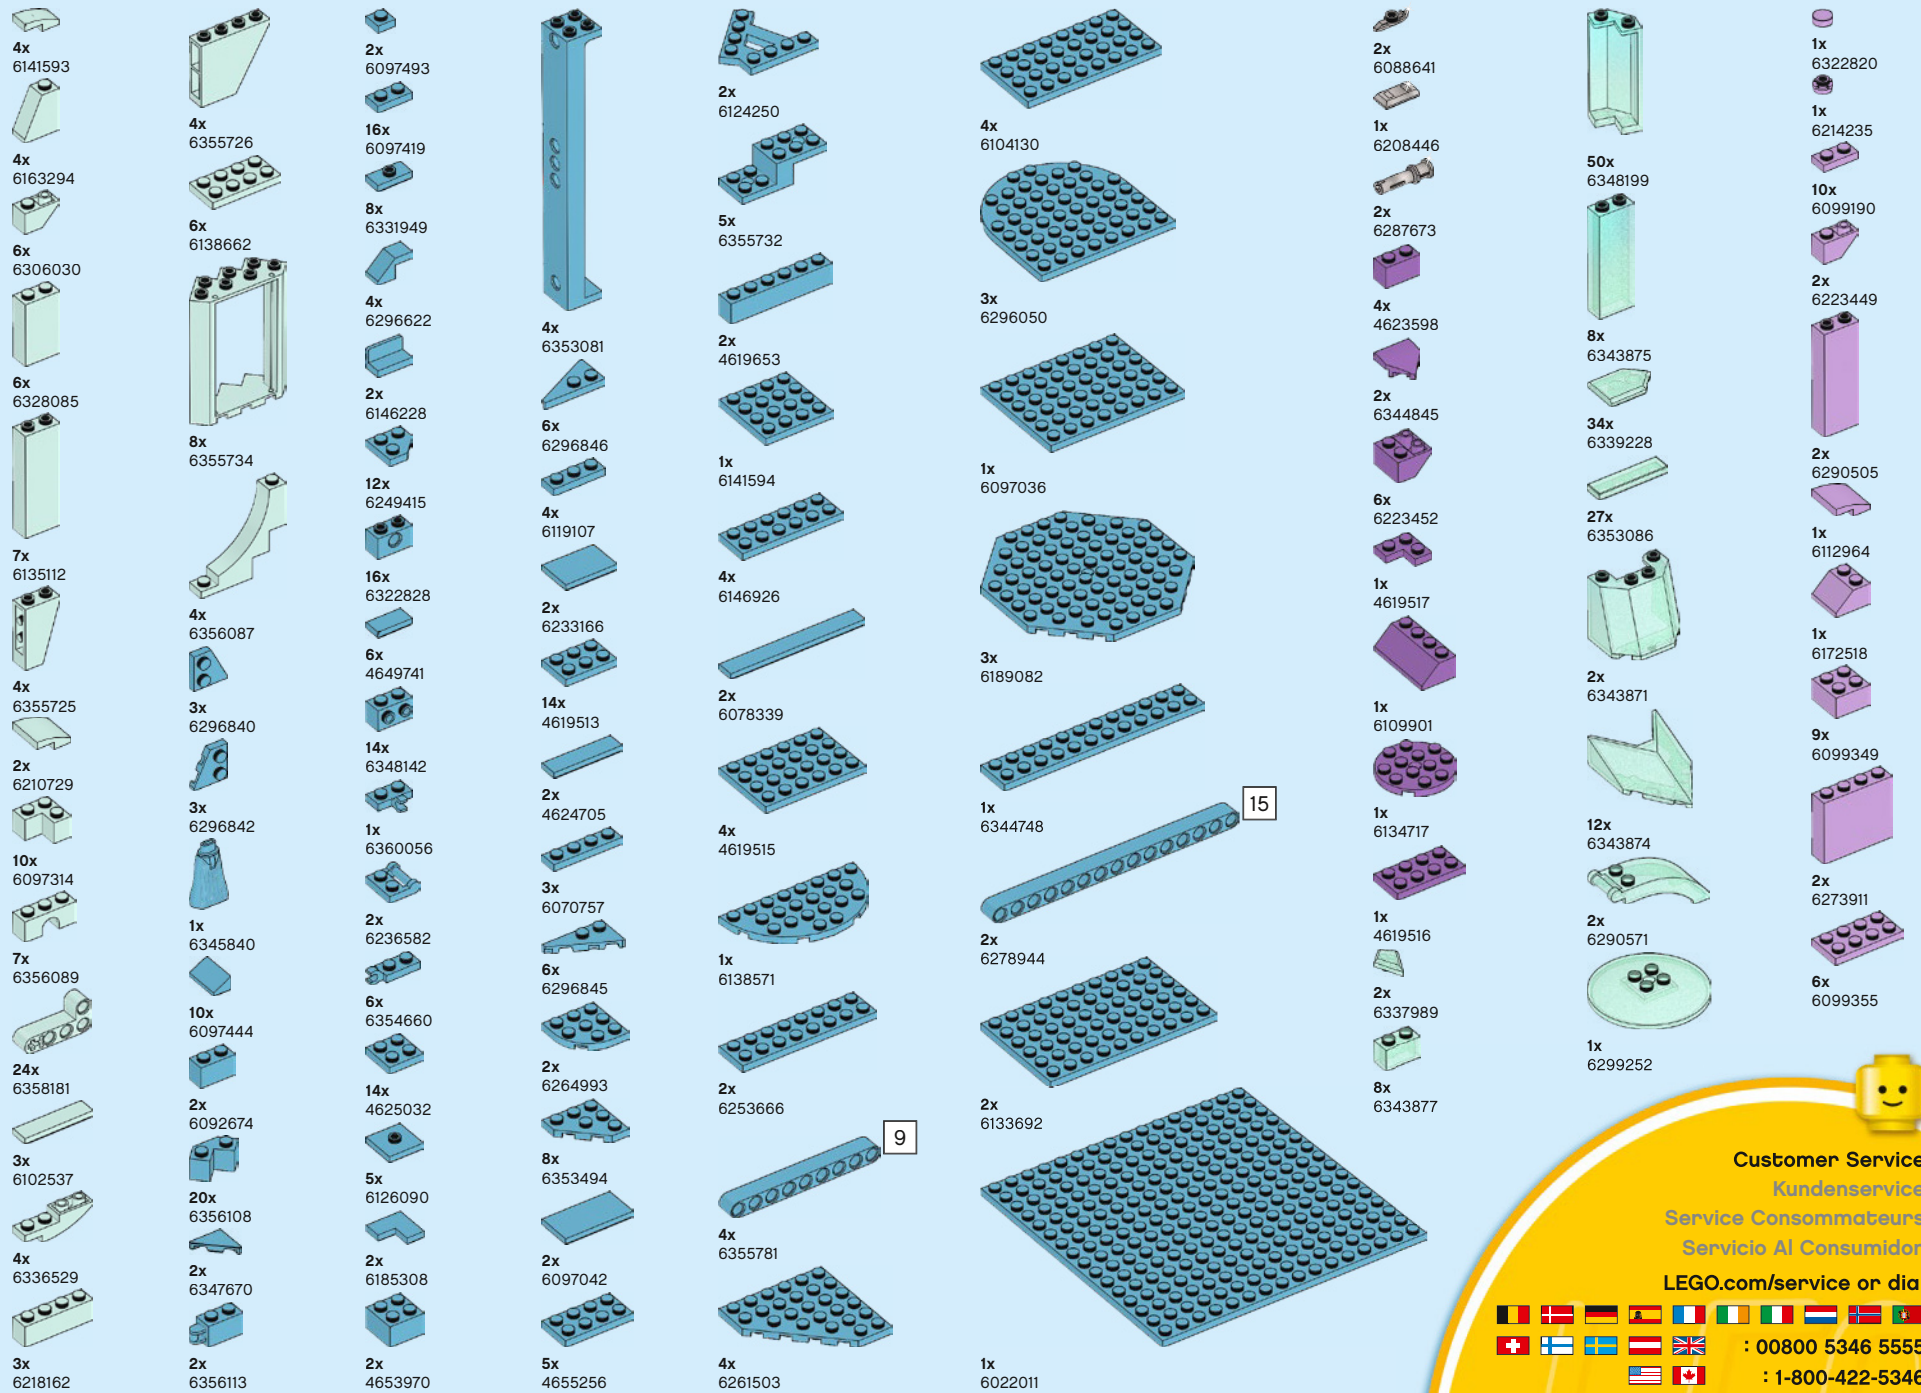 4x
6141593
4x
6163294
6x
6306030
6x
6328085
7x
6135112
4x
6355725
2x
6210729
10x
6097314
7x
6356089
24x
6358181
3x
6102537
4x
6336529
3x
6218162
4x
6355726
6x
6138662
8x
6355734
4x
6356087
3x
6296840
3x
6296842
1x
6345840
10x
6097444
2x
6092674
20x
6356108
2x
6347670
2x
6356113
2x
6097493
16x
6097419
8x
6331949
4x
6296622
2x
6146228
12x
6249415
16x
6322828
6x
4649741
14x
6348142
1x
6360056
2x
6236582
6x
6354660
14x
4625032
5x
6126090
2x
6185308
2x
4653970
4x
6353081
6x
6296846
4x
6119107
2x
6233166
14x
4619513
2x
4624705
3x
6070757
6x
6296845
2x
6264993
8x
6353494
2x
6097042
5x
4655256
2x
6124250
5x
6355732
2x
4619653
1x
6141594
4x
6146926
2x
6078339
4x
4619515
1x
6138571
2x
6253666
9
4x
6355781
4x
6261503
4x
6104130
3x
6296050
1x
6097036
3x
6189082
1x
6344748
15
2x
6278944
2x
6133692
1x
6022011
2x
6088641
1x
6208446
2x
6287673
4x
4623598
2x
6344845
6x
6223452
1x
4619517
1x
6109901
1x
6134717
1x
4619516
2x
6337989
8x
6343877
50x
6348199
8x
6343875
34x
6339228
27x
6353086
2x
6343871
12x
6343874
2x
6290571
1x
6299252
1x
6322820
1x
6214235
10x
6099190
2x
6223449
2x
6290505
1x
6112964
1x
6172518
9x
6099349
2x
6273911
6x
6099355
Customer Service
Kundenservice
Service Consommateurs
Servicio Al Consumidor
LEGO.com/service or dial
: 00800 5346 5555
: 1-800-422-5346